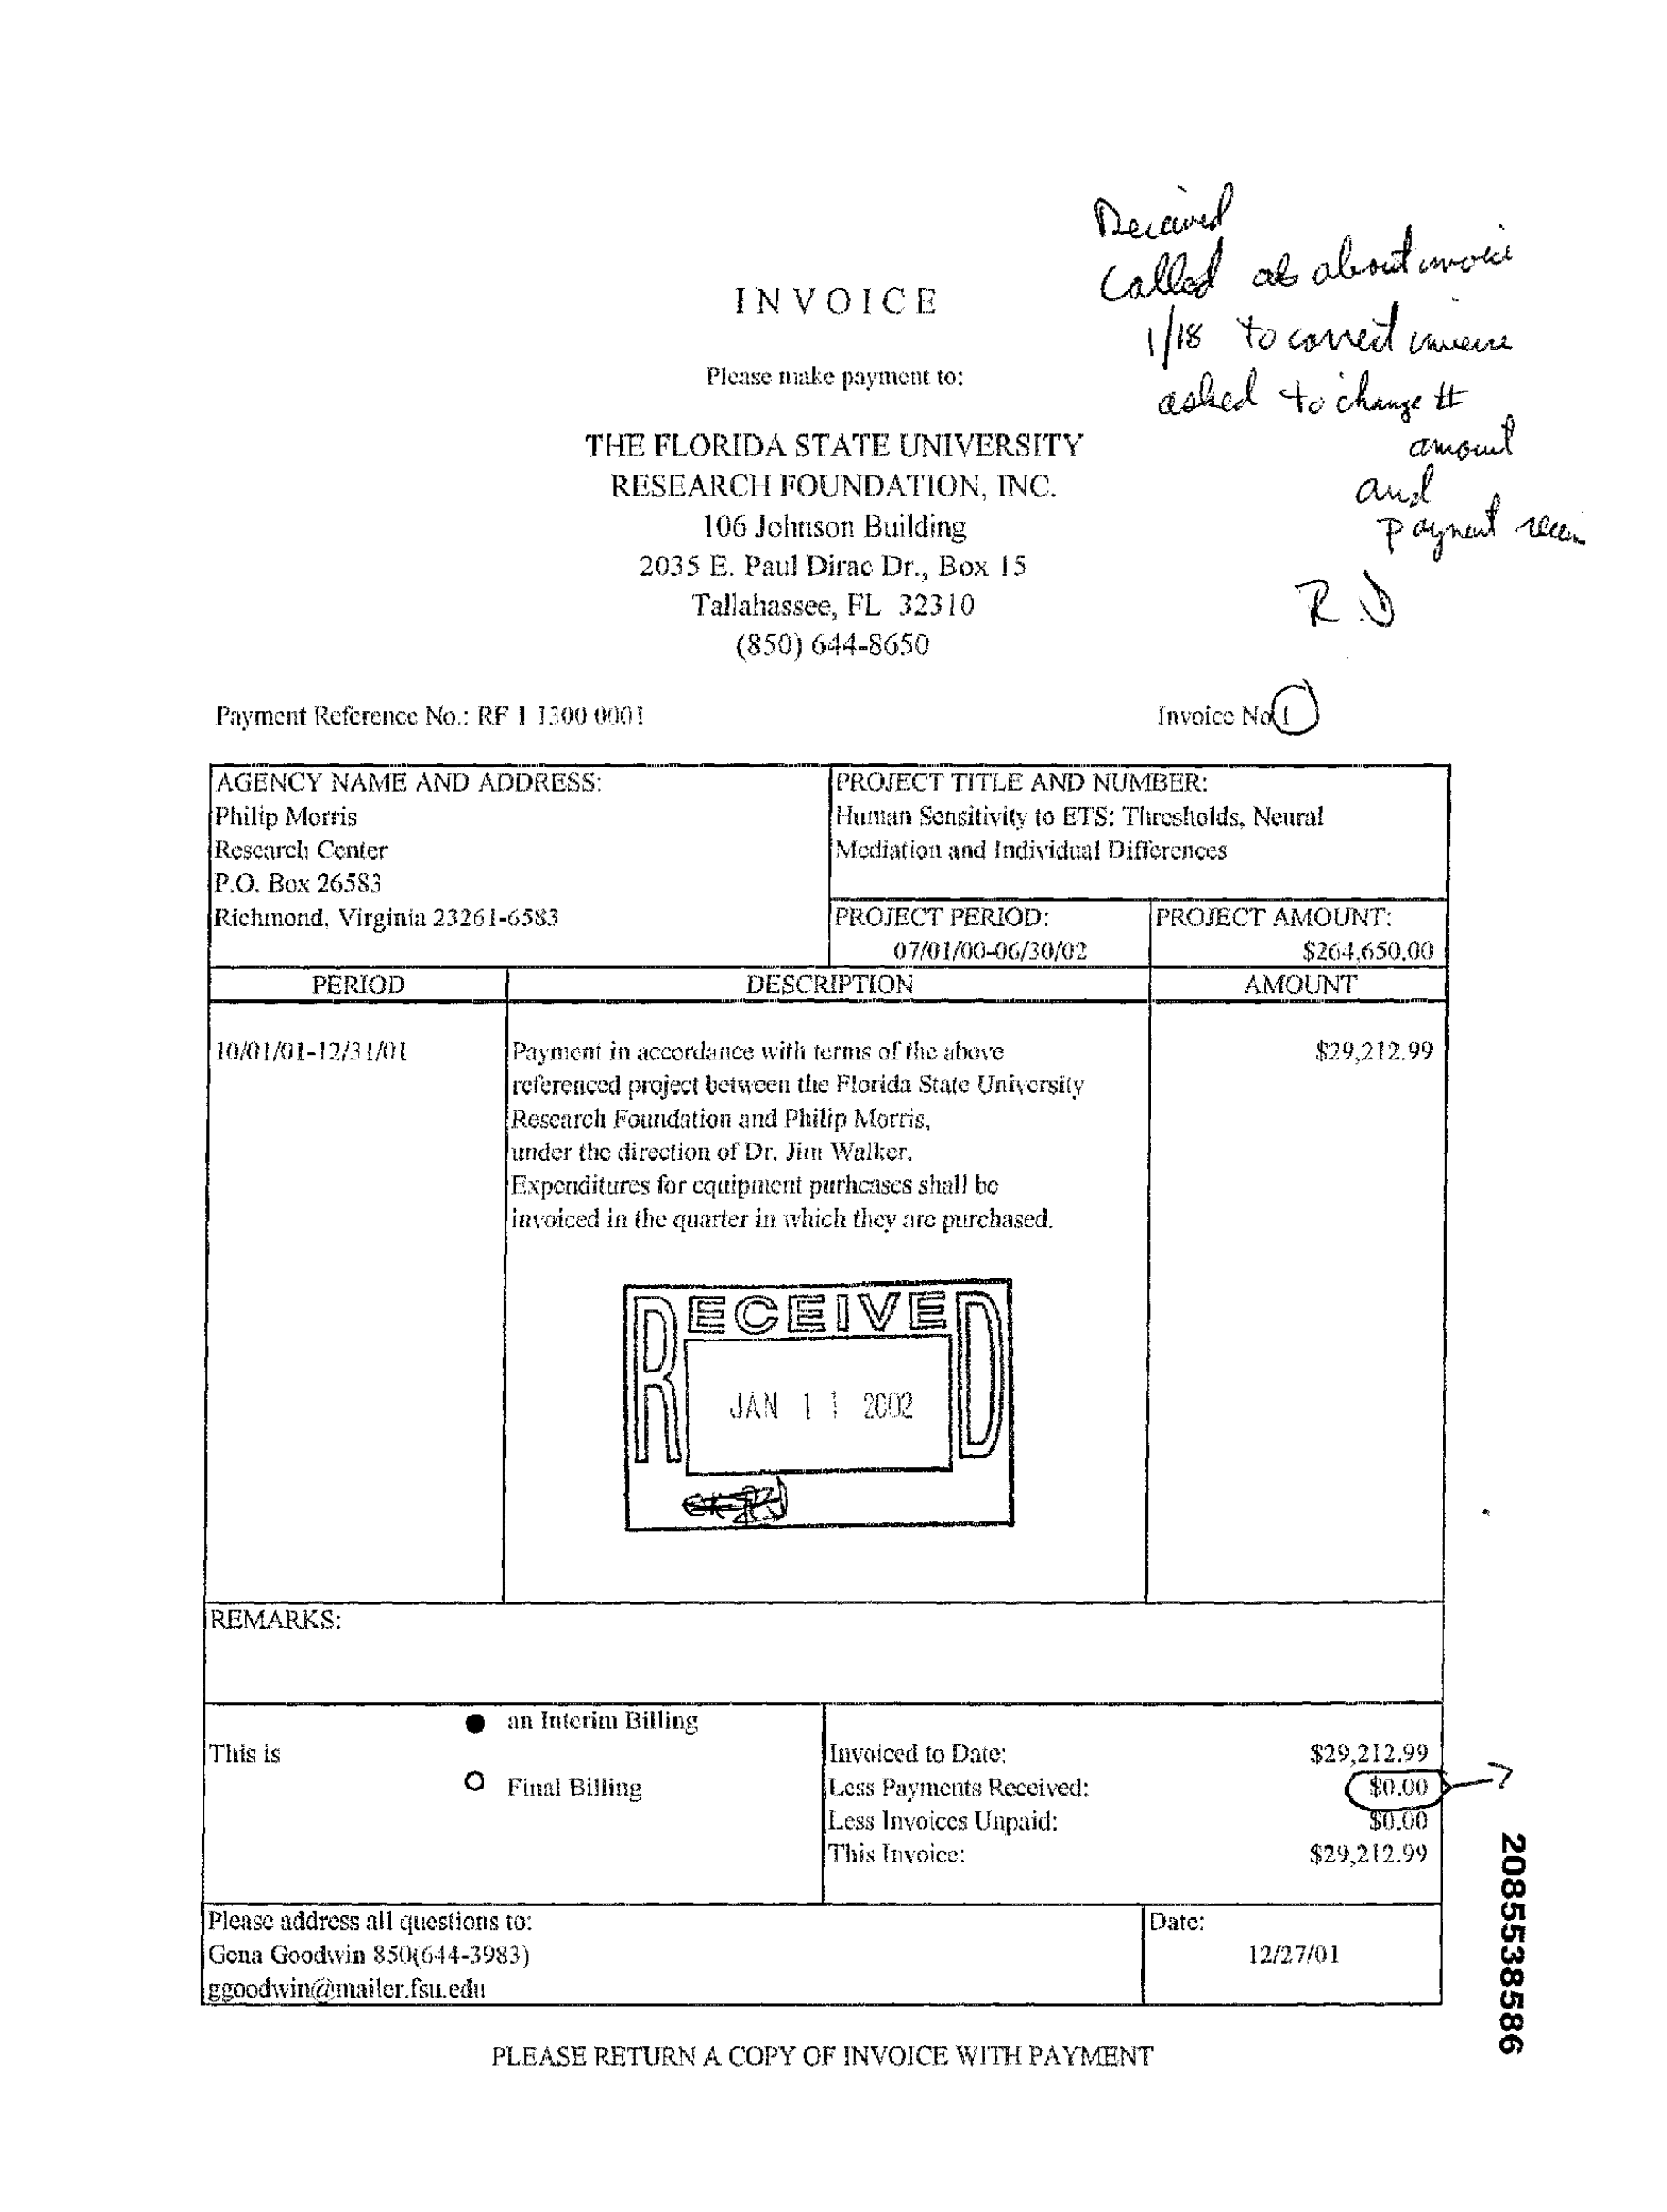 Received
Called ab about invoice
1/18 to correct invoice
asked to change #
amount
and
payment
R.D
INVOICE
Please make payment to:
THE FLORIDA STATE UNIVERSITY
RESEARCH FOUNDATION, INC.
106 Johnson Building
2035 E. Paul Dirac Dr., Box 15
Tallahassee, FL 32310
(850) 644-8650
Payment Reference No.: RF 1 1300 0001
Invoice No 1
AGENCY NAME AND ADDRESS:
Philip Morris
Research Center
P.O. Box 26583
Richmond, Virginia 23261-6583
PROJECT TITLE AND NUMBER:
Human Sensitivity to ETS: Thresholds, Neural
Mediation and Individual Differences
PROJECT PERIOD:
07/01/00-06/30/02
PROJECT AMOUNT:
$264,650.00
PERIOD DESCRIPTION AMOUNT
10/01/01-12/31/01
Payment in accordance with terms of the above
referenced project between the Florida State University
Research Foundation and Philip Morris,
under the direction of Dr. Jim Walker.
Expenditures for equipment purhcases shall be
invoiced in the quarter in which they are purchased.
$29,212.99
RECEIVED
JAN 11 2002
REMARKS:
This is
an Interim Billing
Final Billing
Invoiced to Date: $29,212.99
Less Payments Received: $0.00 ?
Less Invoices Unpaid: $0.00
This Invoice: $29,212.99
Please address all questions to:
Gena Goodwin 850(644-3983)
ggoodwin@mailer.fsu.edu
Date:
12/27/01
PLEASE RETURN A COPY OF INVOICE WITH PAYMENT
2085538586